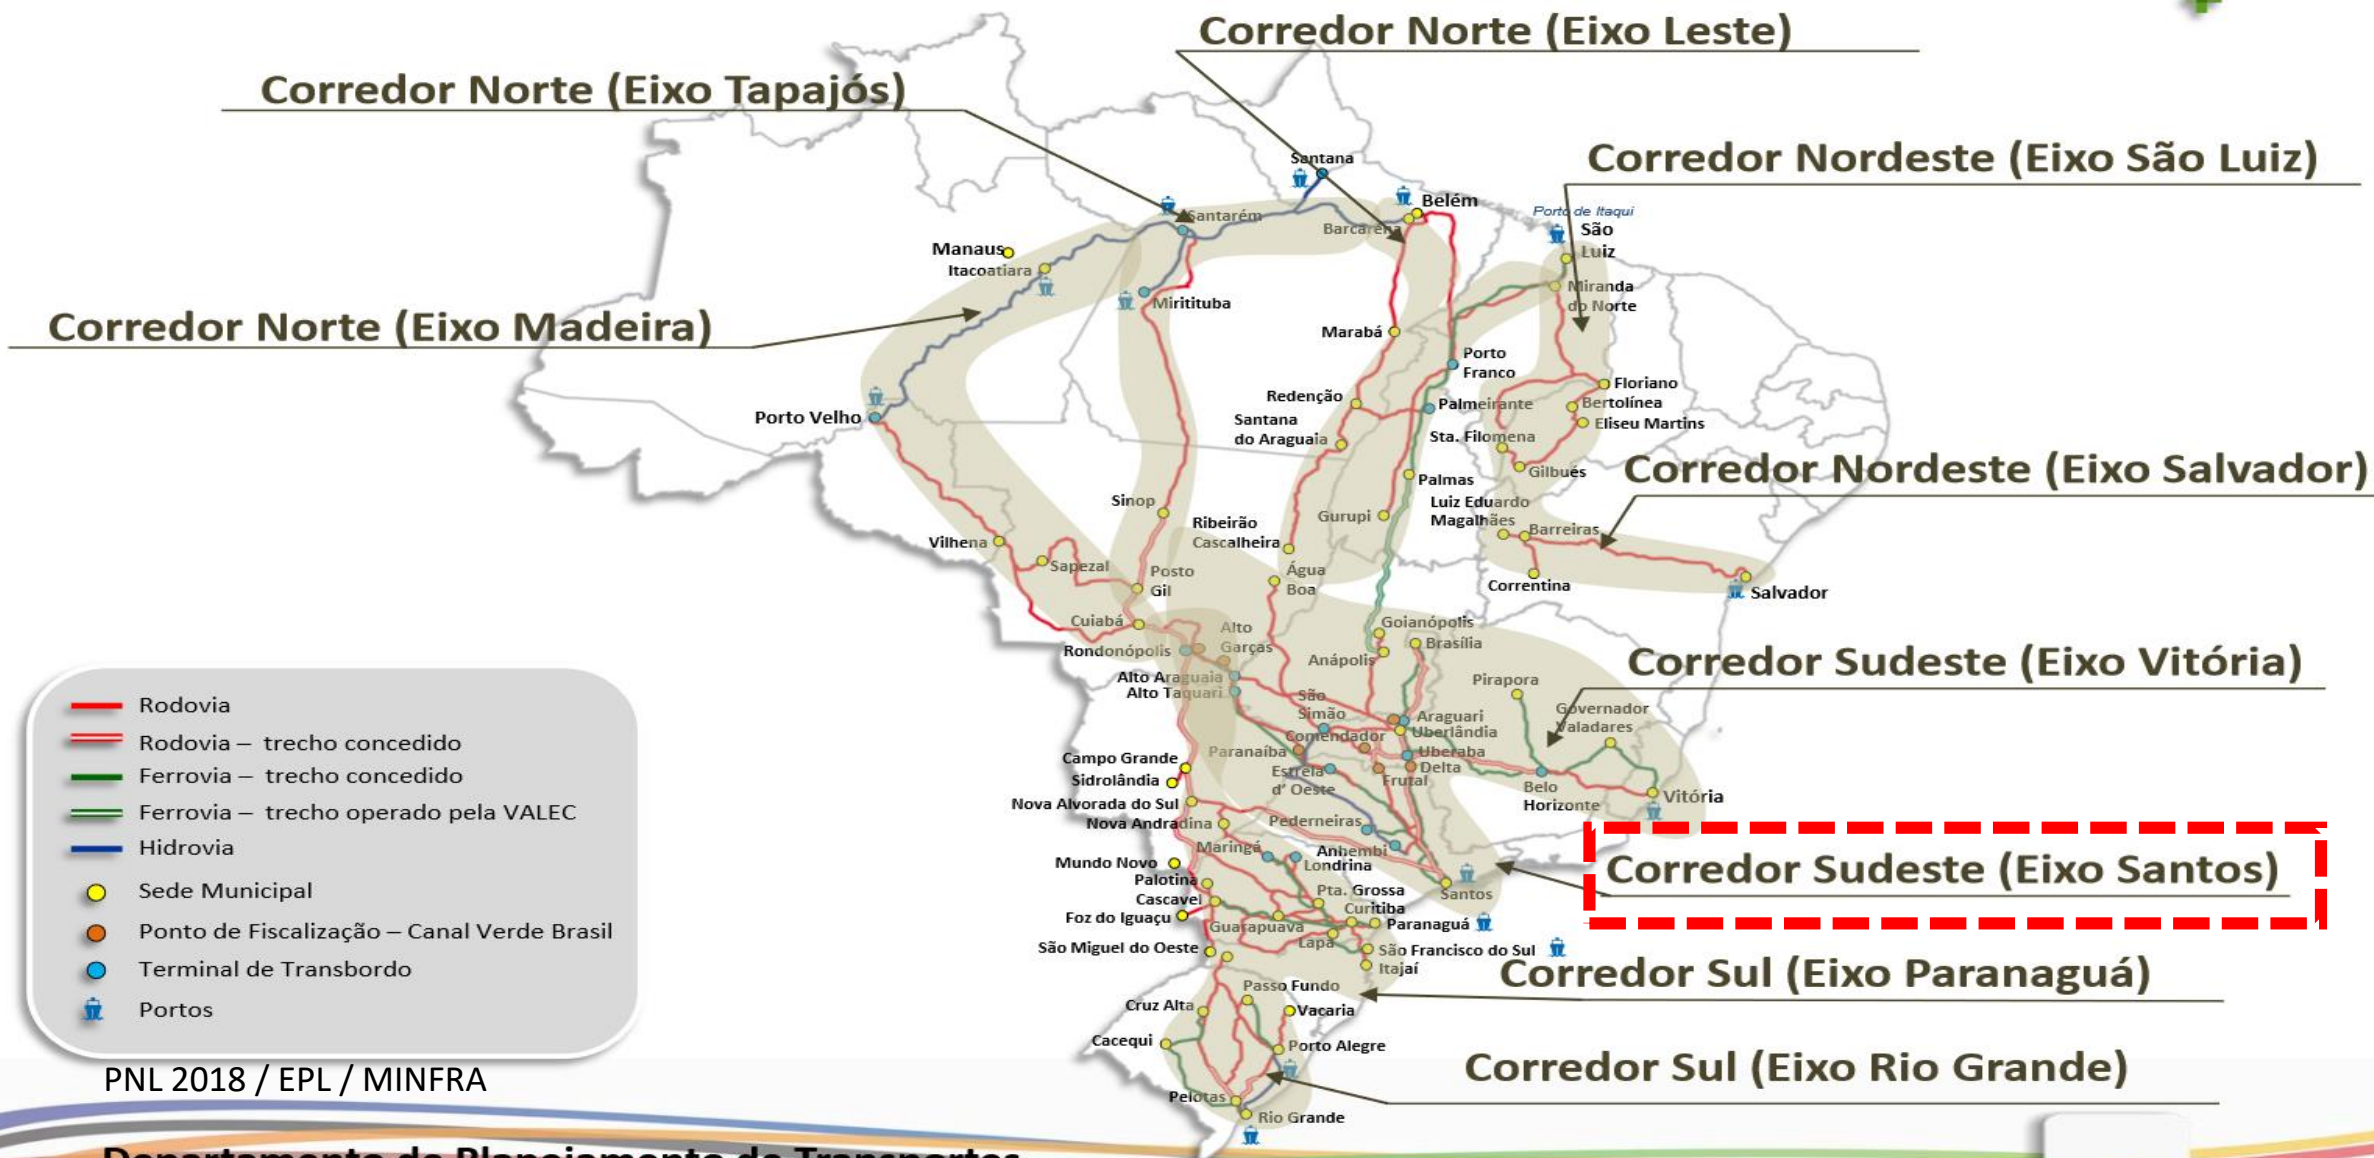 Corredor Norte (Eixo Leste)
Corredor Norte (Eixo Tapajós)
Corredor Nordeste (Eixo São Luiz)
Santana
Belém
Santarém
Barcarena
Porto de Itaqui
São
Luiz
Manaus
Itacoatiara
Miritituba
Miranda
do Norte
Corredor Norte (Eixo Madeira)
Marabá
Porto
Franco
Floriano
Redenção
Palmeirante
Bertolínea
Porto Velho
Santana
do Araguaia
Eliseu Martins
Sta. Filomena
Gilbués
Corredor Nordeste (Eixo Salvador)
Palmas
Sinop
Luiz Eduardo
Magalhães
Ribeirão
Cascalheira
Gurupi
Barreiras
Vilhena
Sapezal
Posto
Gil
Água
Boa
Correntina
Salvador
Cuiabá
Alto
Garças
Goianópolis
Brasília
Rondonópolis
Anápolis
Corredor Sudeste (Eixo Vitória)
Alto Araguaia
Alto Taquari
Pirapora
São
Simão
Governador
Valadares
Araguari
Uberlândia
Comendador
Paranaíba
Uberaba
Campo Grande
Delta
Estrela
d' Oeste
Frutal
Sidrolândia
Belo
Horizonte
Vitória
Nova Alvorada do Sul
Nova Andradina
Pederneiras
Maringá
Anhembi
Londrina
Mundo Novo
Corredor Sudeste (Eixo Santos)
Palotina
Pta. Grossa
Santos
Cascavel
Curitiba
Foz do Iguaçu
Paranaguá
Guarapuava
Lapa
São Miguel do Oeste
São Francisco do Sul
Itajaí
Corredor Sul (Eixo Paranaguá)
Passo Fundo
Cruz Alta
Vacaria
Cacequi
Porto Alegre
Corredor Sul (Eixo Rio Grande)
Pelotas
Rio Grande
Rodovia
Rodovia – trecho concedido
Ferrovia – trecho concedido
Ferrovia – trecho operado pela VALEC
Hidrovia
Sede Municipal
Ponto de Fiscalização – Canal Verde Brasil
Terminal de Transbordo
Portos
PNL 2018 / EPL / MINFRA
Departamento de Planejamento de Transportes